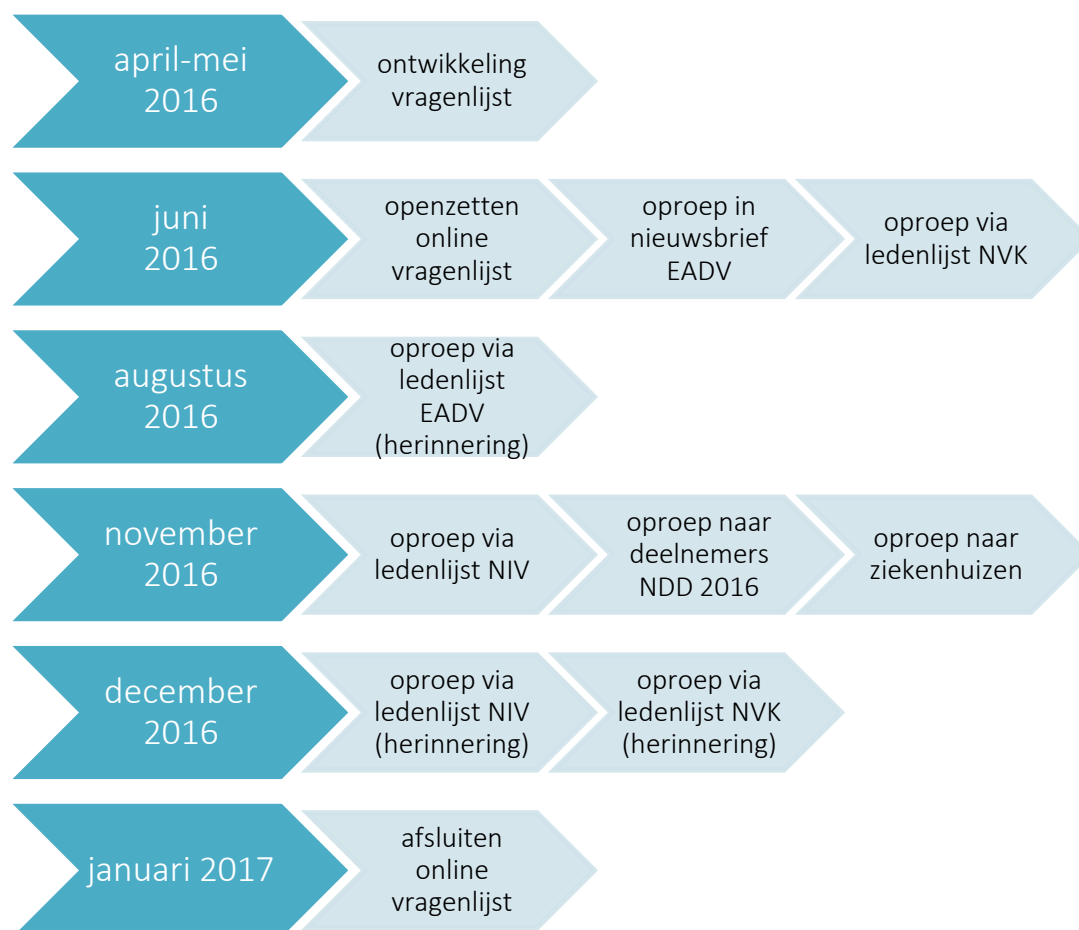 april-mei
2016
ontwikkeling
vragenlijst
juni
2016
openzetten
online
vragenlijst
oproep in
nieuwsbrief
EADV
oproep via
ledenlijst NVK
augustus
2016
oproep via
ledenlijst
EADV
(herinnering)
november
2016
oproep via
ledenlijst NIV
oproep naar
deelnemers
NDD 2016
oproep naar
ziekenhuizen
december
2016
oproep via
ledenlijst NIV
(herinnering)
oproep via
ledenlijst NVK
(herinnering)
januari 2017
afsluiten
online
vragenlijst